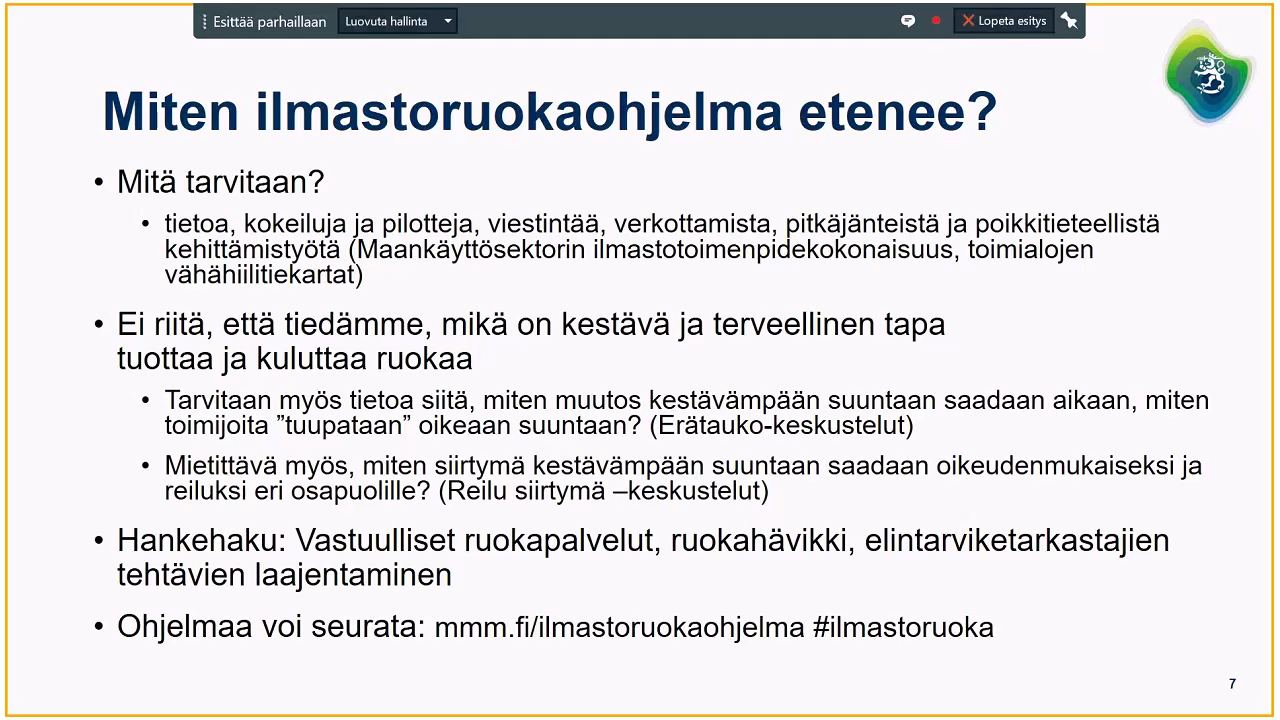 Esittää parhaillaan
Luovuta hallinta
Lopeta esitys
Miten ilmastoruokaohjelma etenee?
• Mitä tarvitaan?
• tietoa, kokeiluja ja pilotteja, viestintää, verkottamista, pitkäjänteistä ja poikkitieteellistä
kehittämistyötä (Maankäyttösektorin ilmastotoimenpidekokonaisuus, toimialojen
vähähiilitiekartat)
• Ei riitä, että tiedämme, mikä on kestävä ja terveellinen tapa
tuottaa ja kuluttaa ruokaa
• Tarvitaan myös tietoa siitä, miten muutos kestävämpään suuntaan saadaan aikaan, miten
toimijoita ”tuupataan” oikeaan suuntaan? (Erätauko-keskustelut)
• Mietittävä myös, miten siirtymä kestävämpään suuntaan saadaan oikeudenmukaiseksi ja
reiluksi eri osapuolille? (Reilu siirtymä –keskustelut)
• Hankehaku: Vastuulliset ruokapalvelut, ruokahävikki, elintarviketarkastajien
tehtävien laajentaminen
• Ohjelmaa voi seurata: mmm.fi/ilmastoruokaohjelma #ilmastoruoka
7